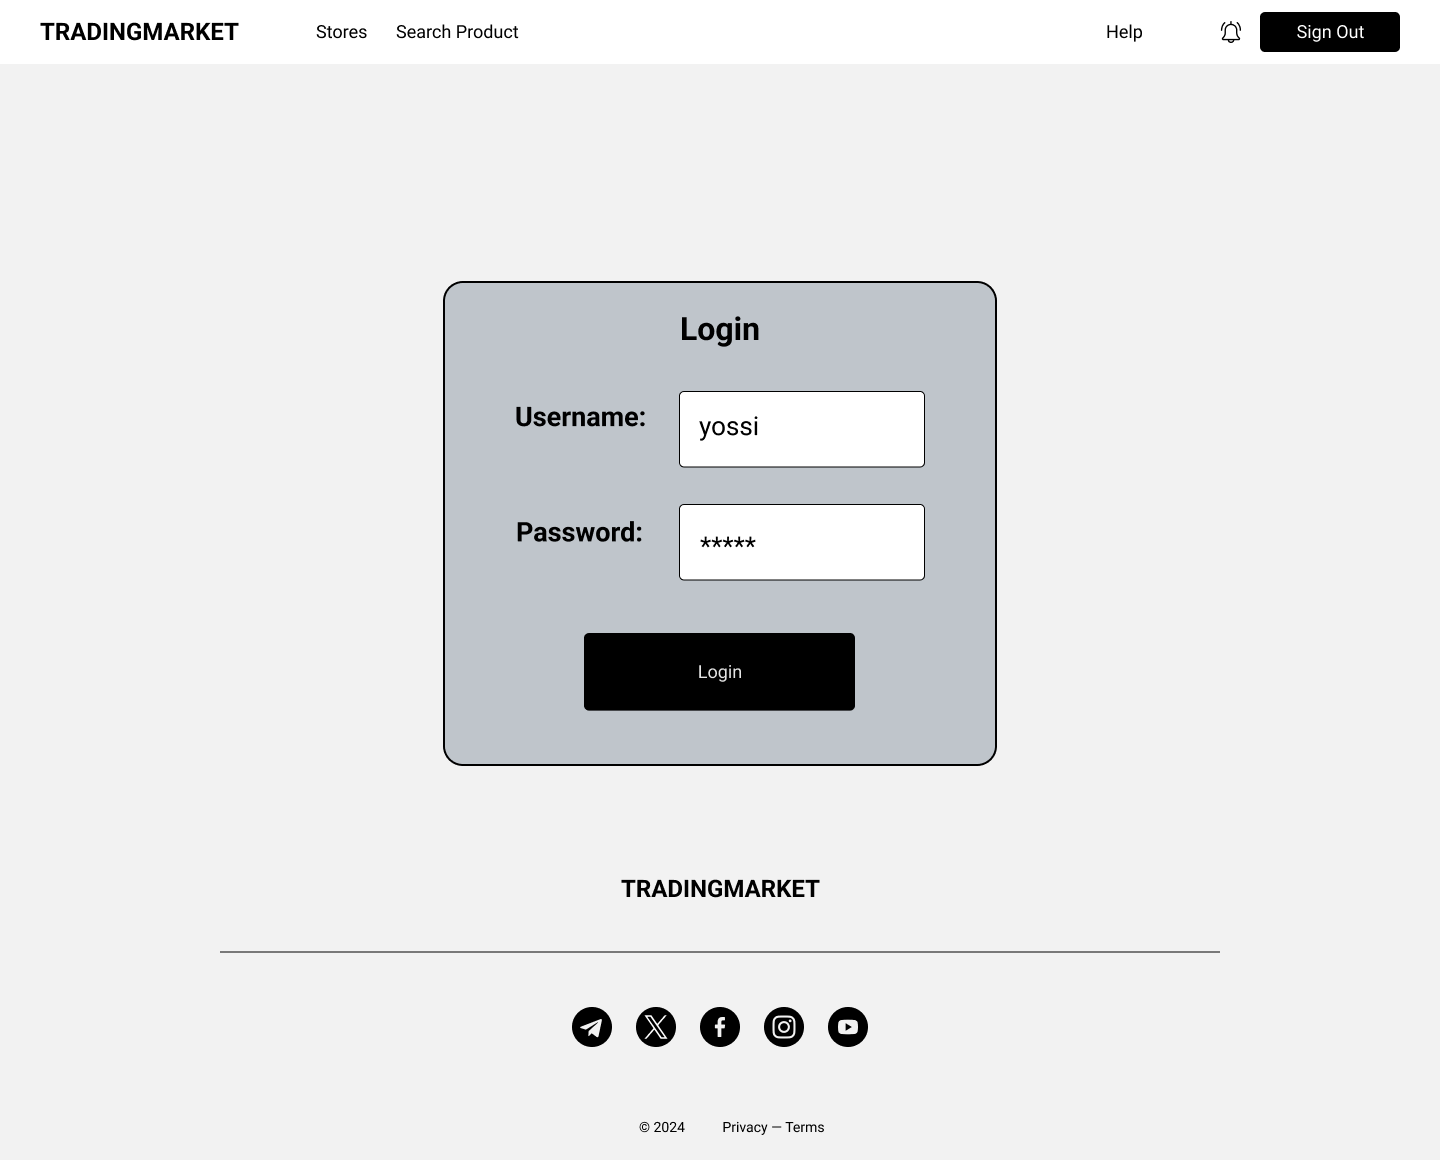 TRADINGMARKET Stores Search Product Help Sign Out
Login
Username: yossi
Password: *****
Login
TRADINGMARKET
© 2024 Privacy — Terms